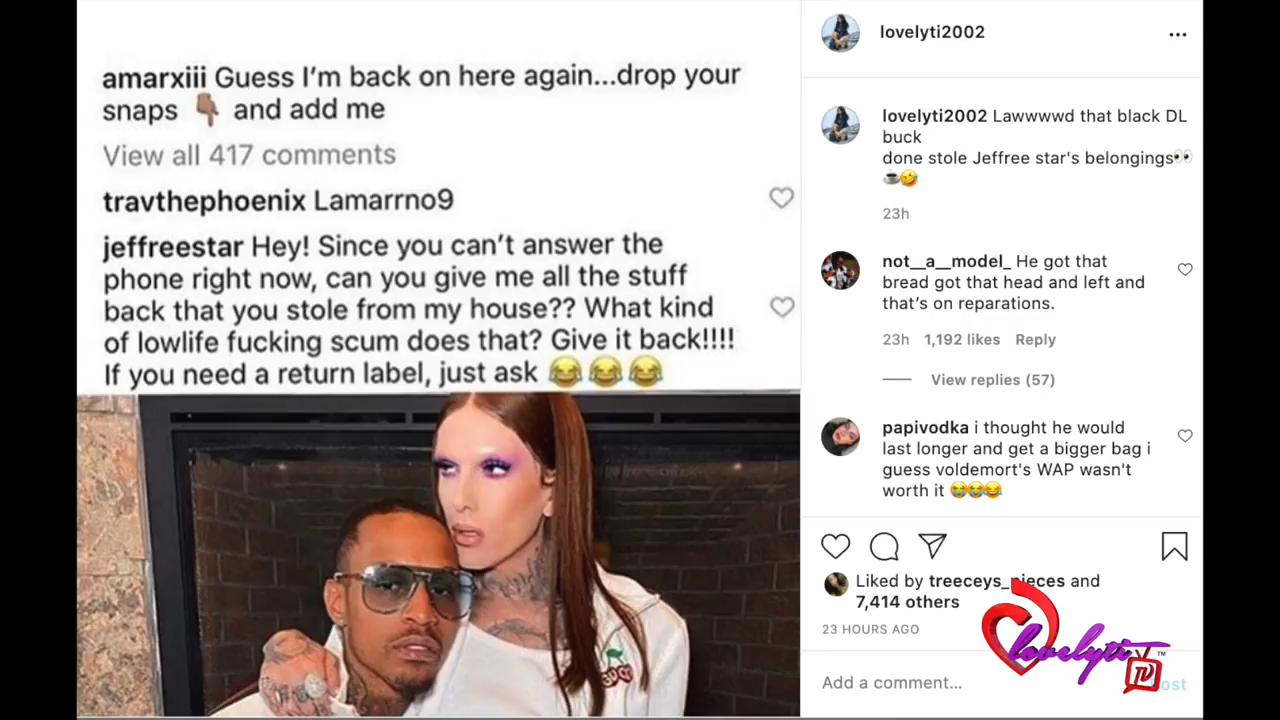 amarxiii Guess I'm back on here again...drop your
snaps 👇🏽 and add me
View all 417 comments
travthephoenix Lamarrno9
jeffreestar Hey! Since you can't answer the
phone right now, can you give me all the stuff
back that you stole from my house?? What kind
of lowlife fucking scum does that? Give it back!!!!
If you need a return label, just ask 😂😂😂
lovelyti2002
lovelyti2002 Lawwwwd that black DL
buck
done stole Jeffree star's belongings👀
☕🤣
23h
not__a__model_ He got that
bread got that head and left and
that's on reparations.
23h 1,192 likes Reply
View replies (57)
papivodka i thought he would
last longer and get a bigger bag i
guess voldemort's WAP wasn't
worth it 😭😭😂
Liked by treeceys_pieces and
7,414 others
23 HOURS AGO
lovelyti TV ™
Add a comment... Post